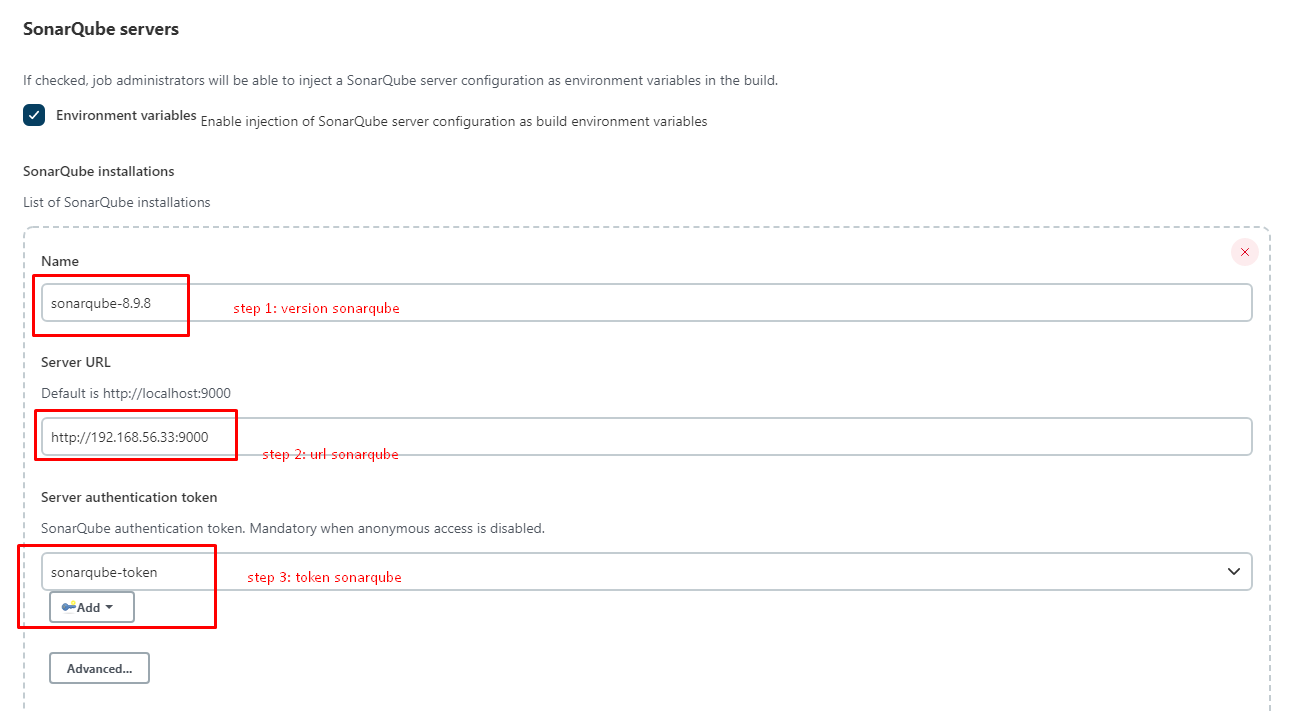 SonarQube servers
If checked, job administrators will be able to inject a SonarQube server configuration as environment variables in the build.
Environment variables Enable injection of SonarQube server configuration as build environment variables
SonarQube installations
List of SonarQube installations
Name
sonarqube-8.9.8 step 1: version sonarqube
Server URL
Default is http://localhost:9000
http://192.168.56.33:9000
step 2: url sonarqube
Server authentication token
SonarQube authentication token. Mandatory when anonymous access is disabled.
sonarqube-token step 3: token sonarqube
Add
Advanced...